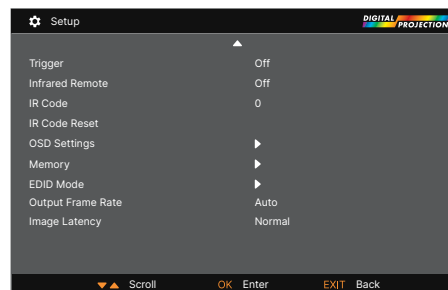 Setup
DIGITAL PROJECTION
Trigger Off
Infrared Remote Off
IR Code 0
IR Code Reset
OSD Settings
Memory
EDID Mode
Output Frame Rate Auto
Image Latency Normal
Scroll OK Enter EXIT Back